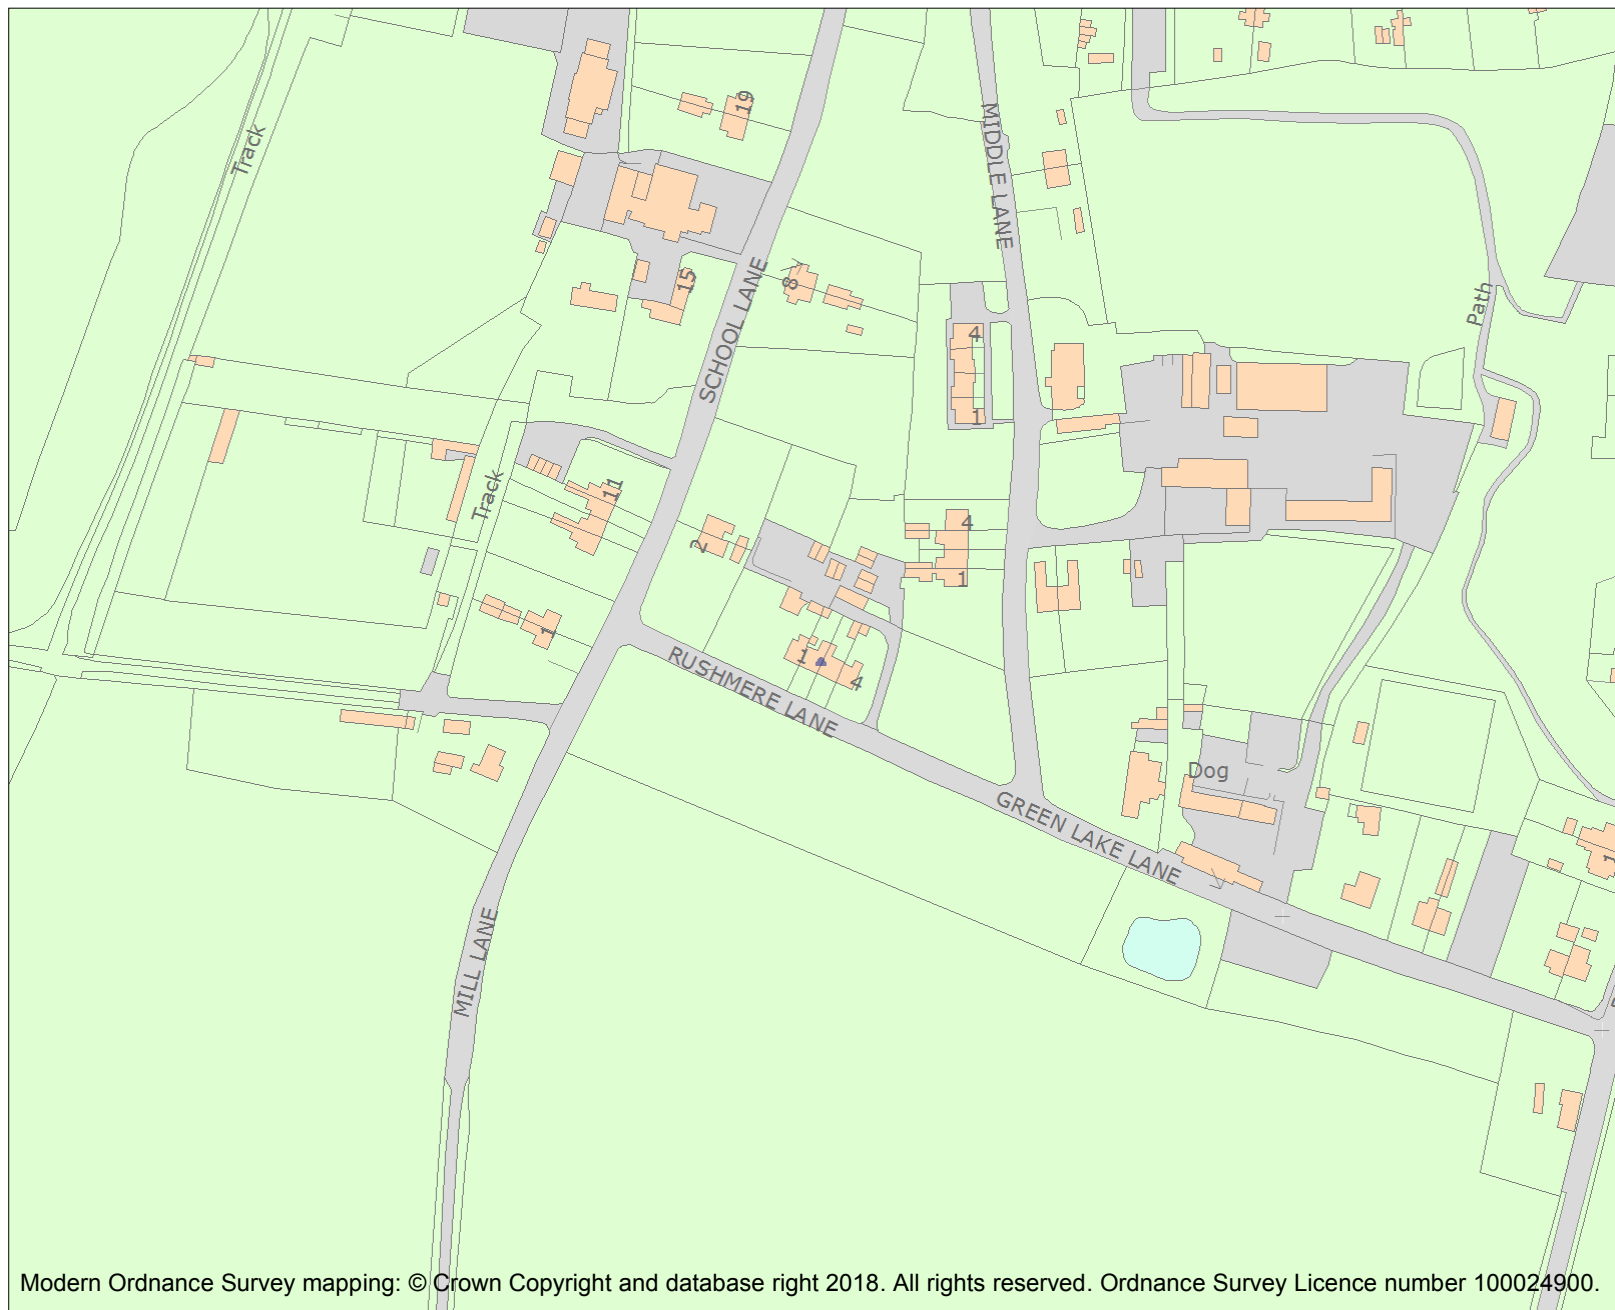 Track
19
MIDDLE LANE
15
SCHOOL LANE
7
8
Path
4
1
Track
11
2
4
1
1
1
4
RUSHMERE LANE
Dog
GREEN LAKE LANE
1
MILL LANE
Modern Ordnance Survey mapping: © Crown Copyright and database right 2018. All rights reserved. Ordnance Survey Licence number 100024900.